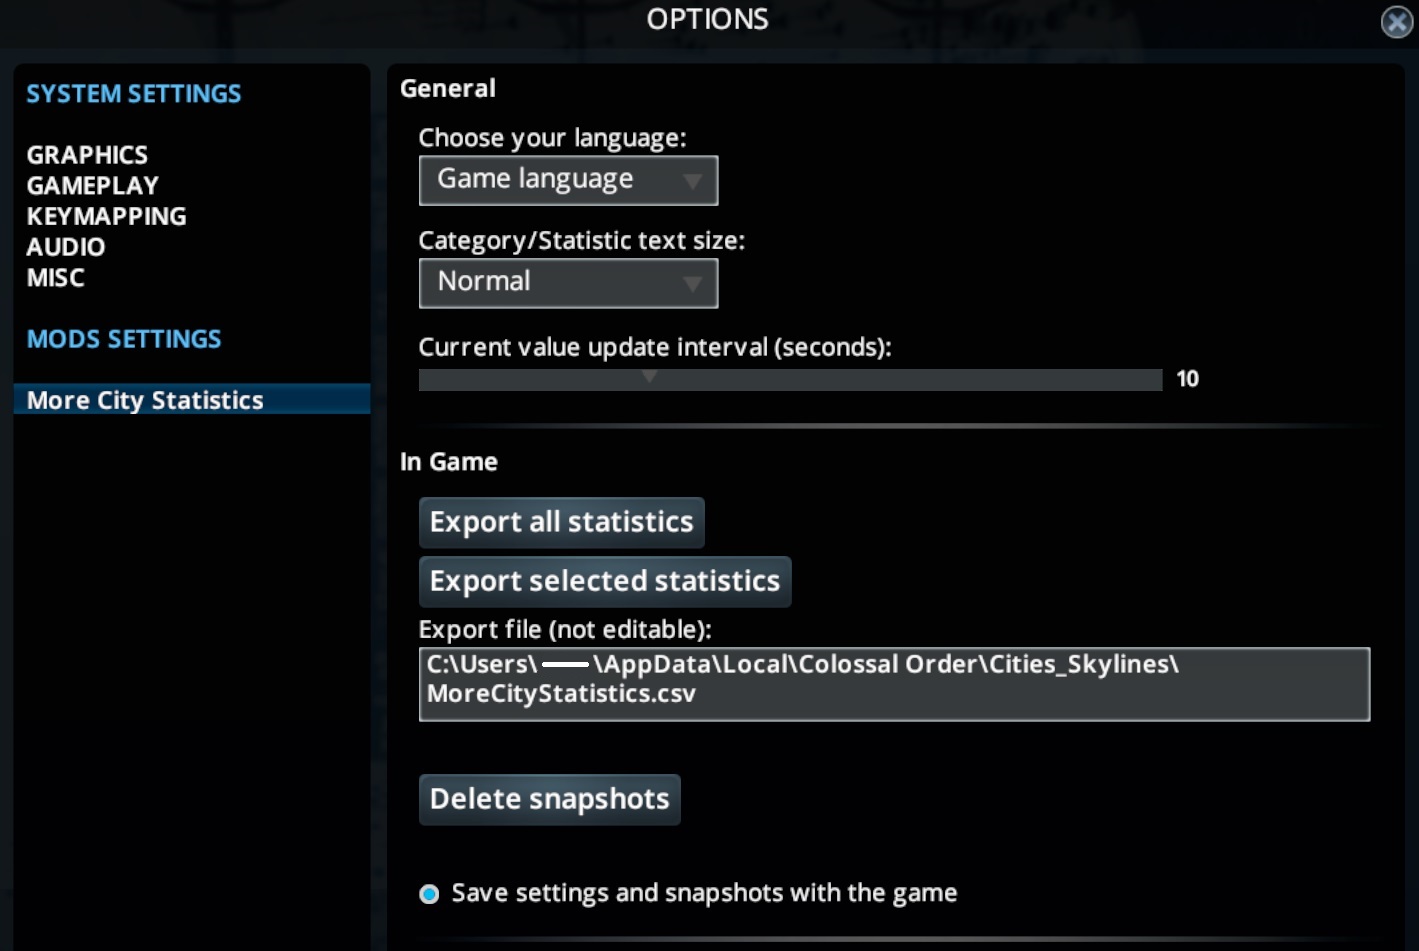 OPTIONS
SYSTEM SETTINGS
GRAPHICS
GAMEPLAY
KEYMAPPING
AUDIO
MISC
MODS SETTINGS
More City Statistics
General
Choose your language:
Game language
Category/Statistic text size:
Normal
Current value update interval (seconds):
10
In Game
Export all statistics
Export selected statistics
Export file (not editable):
C:\Users\ \AppData\Local\Colossal Order\Cities_Skylines\
MoreCityStatistics.csv
Delete snapshots
Save settings and snapshots with the game